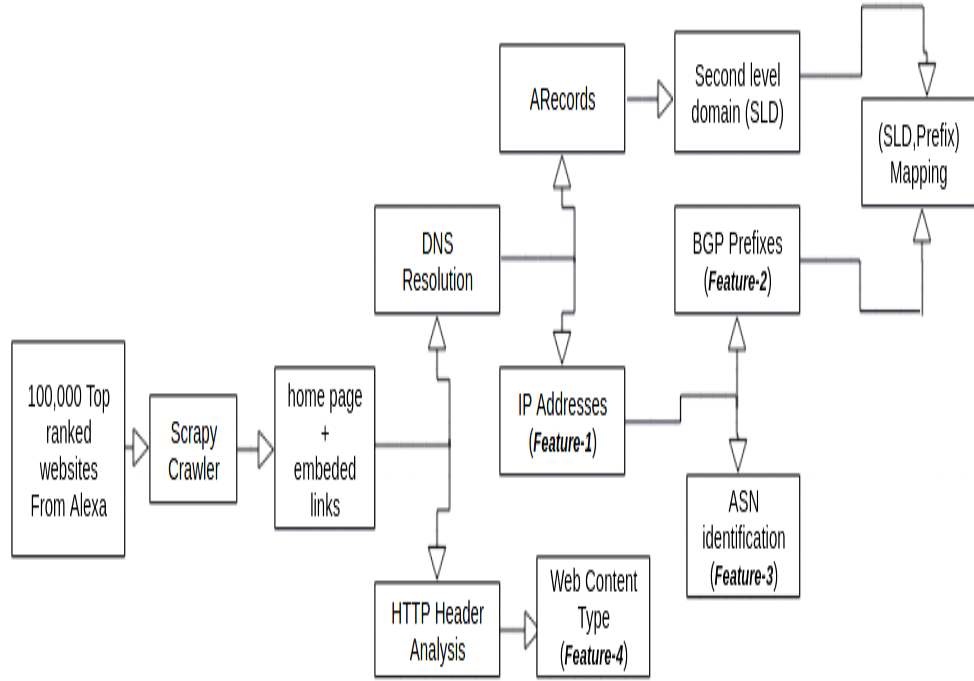 100,000 Top
ranked
websites
From Alexa
Scrapy
Crawler
home page
+
embeded
links
DNS
Resolution
HTTP Header
Analysis
Web Content
Type
(Feature-4)
ARecords
IP Addresses
(Feature-1)
Second level
domain (SLD)
BGP Prefixes
(Feature-2)
ASN
identification
(Feature-3)
(SLD,Prefix)
Mapping